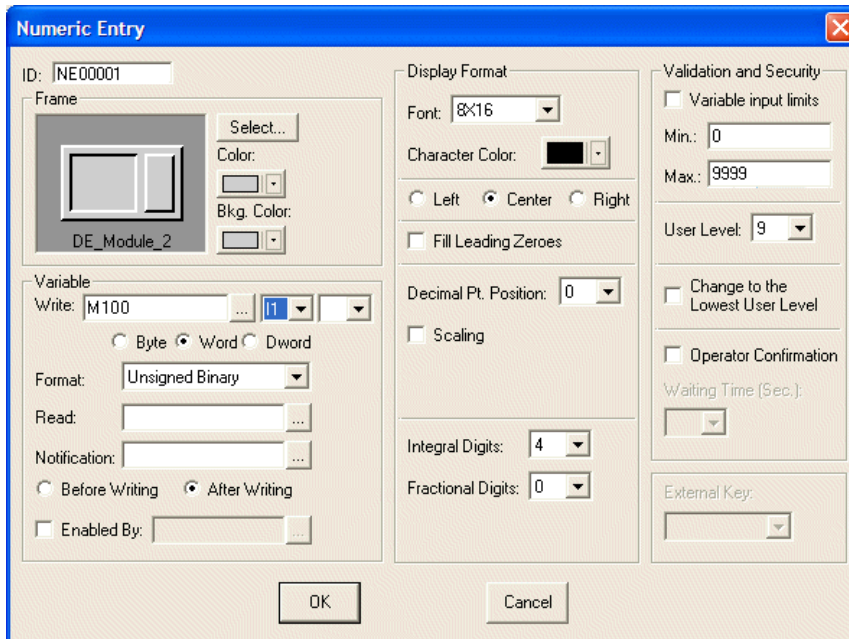 Numeric Entry
ID: NE00001
Frame
Select...
Color:
Bkg. Color:
DE_Module_2
Variable
Write: M100 ... I1
Byte Word Dword
Format: Unsigned Binary
Read: ...
Notification: ...
Before Writing After Writing
Enabled By: ...
Display Format
Font: 8X16
Character Color:
Left Center Right
Fill Leading Zeroes
Decimal Pt. Position: 0
Scaling
Integral Digits: 4
Fractional Digits: 0
Validation and Security
Variable input limits
Min.: 0
Max.: 9999
User Level: 9
Change to the
Lowest User Level
Operator Confirmation
Waiting Time (Sec.):
External Key:
OK Cancel